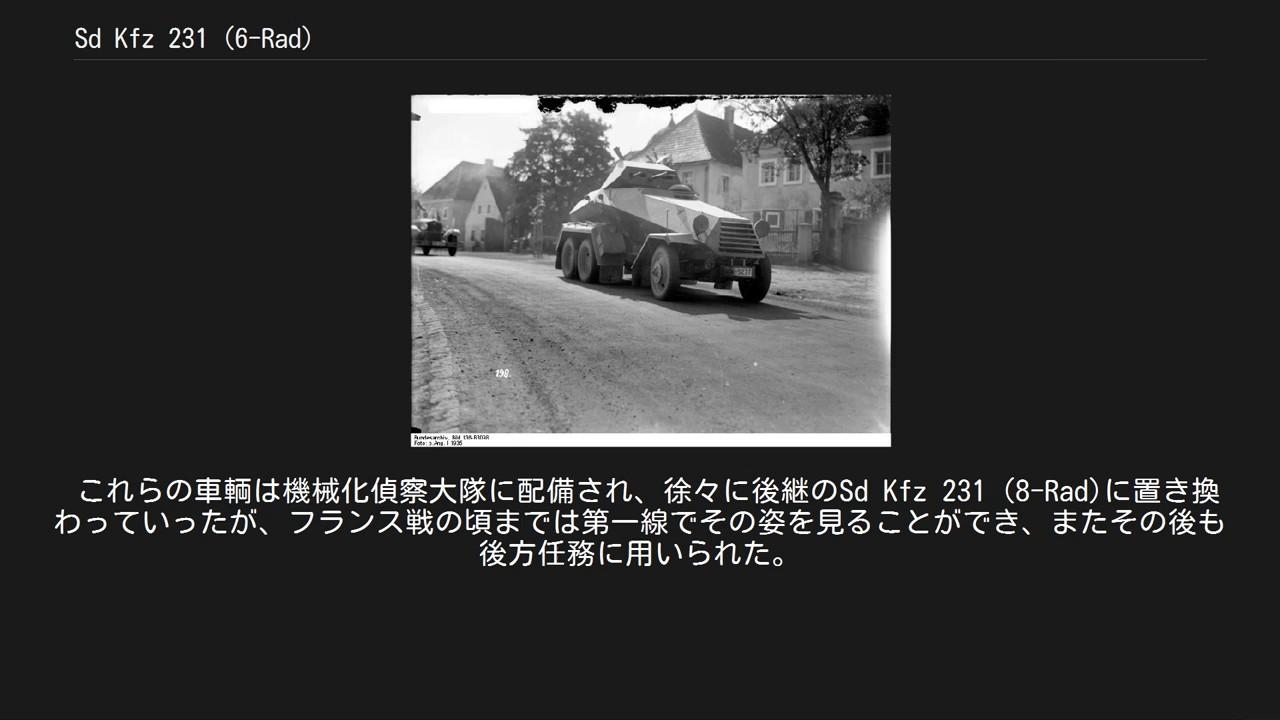 Sd Kfz 231 (6-Rad)
198.
これらの車輌は機械化偵察大隊に配備され、徐々に後継のSd Kfz 231 (8-Rad)に置き換
わっていったが、フランス戦の頃までは第一線でその姿を見ることができ、またその後も
後方任務に用いられた。